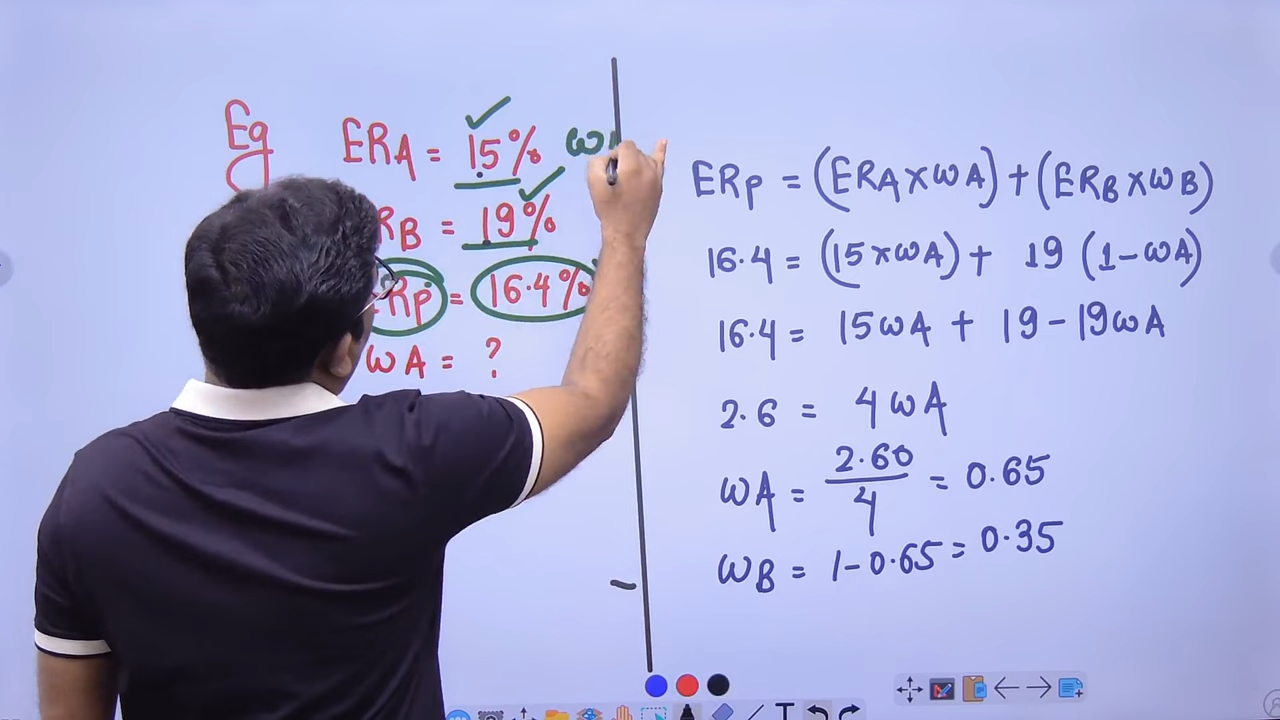 Eg
ERA = 15%
RB = 19%
Rp = 16.4%
WA = ?
ERp = (ERA×WA)+(ERB×WB)
16.4 = (15×WA)+ 19 (1-WA)
16.4 = 15WA + 19-19WA
2.6 = 4WA
WA = 2.60/4 = 0.65
WB = 1-0.65 = 0.35